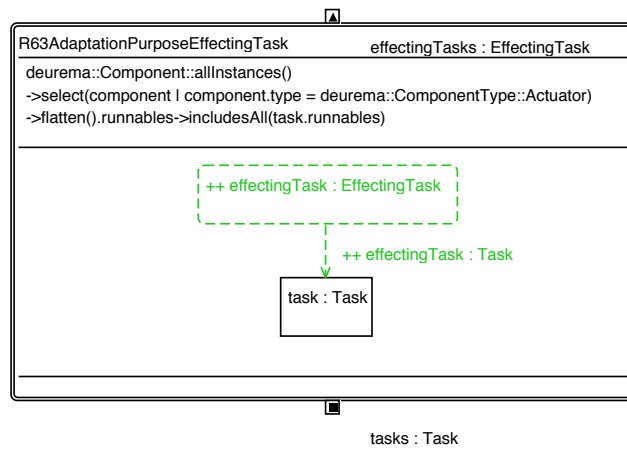 R63AdaptationPurposeEffectingTask
effectingTasks : EffectingTask
deurema::Component::allInstances()
->select(component | component.type = deurema::ComponentType::Actuator)
->flatten().runnables->includesAll(task.runnables)
++ effectingTask : EffectingTask
++ effectingTask : Task
task : Task
tasks : Task